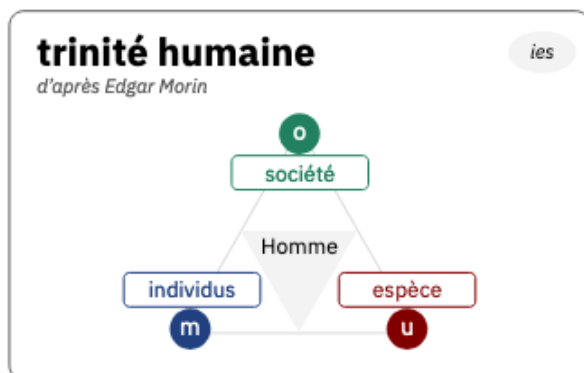 trinité humaine
ies
d'après Edgar Morin
o
société
Homme
individus
espèce
m
u